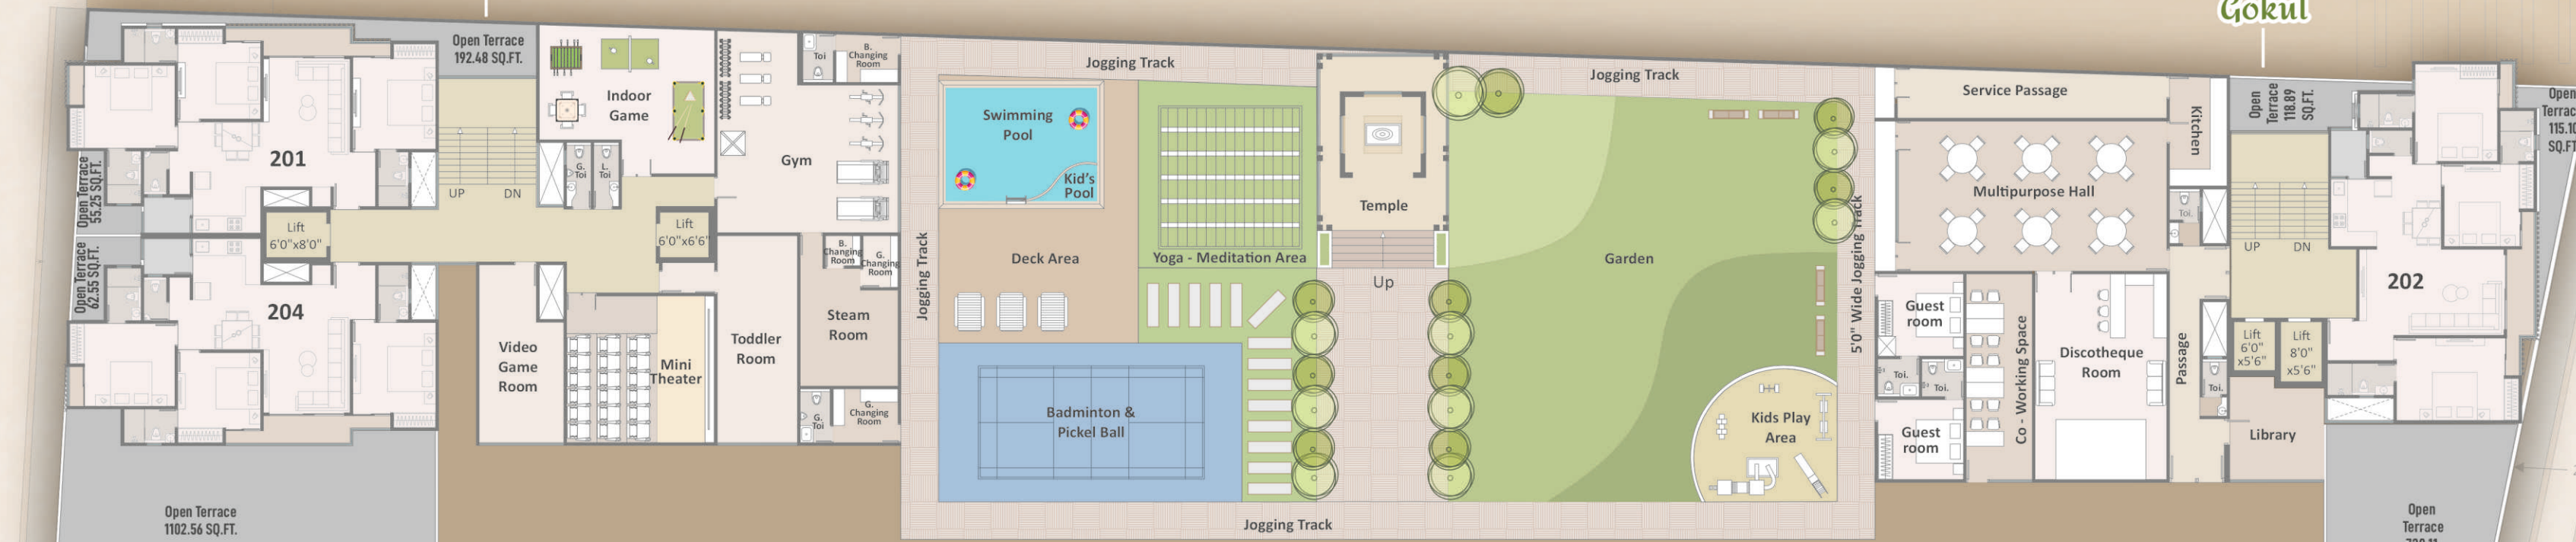 Gokul
Open Terrace
192.48 SQ.FT.
201
Open Terrace
55.25 SQ.FT.
UP
DN
Lift
6'0"x8'0"
Open Terrace
62.55 SQ.FT.
204
Open Terrace
1102.56 SQ.FT.
Indoor
Game
G.
Toi
L.
Toi
Lift
6'0"x6'6"
Toi
B.
Changing
Room
Gym
Video
Game
Room
Mini
Theater
Toddler
Room
B.
Changing
Room
G.
Changing
Room
Steam
Room
G.
Toi
G.
Changing
Room
Jogging Track
Jogging Track
Swimming
Pool
Kid's
Pool
Deck Area
Yoga - Meditation Area
Badminton &
Pickel Ball
Jogging Track
Temple
Up
Jogging Track
Garden
Kids Play
Area
5'0" Wide Jogging Track
Service Passage
Kitchen
Multipurpose Hall
Toi.
Guest
room
Toi.
Toi.
Guest
room
Co - Working Space
Discotheque
Room
Passage
Toi.
Open
Terrace
118.89
SQ.FT.
UP
DN
Lift
6'0"
x5'6"
Lift
8'0"
x5'6"
Library
202
Open
Terrace